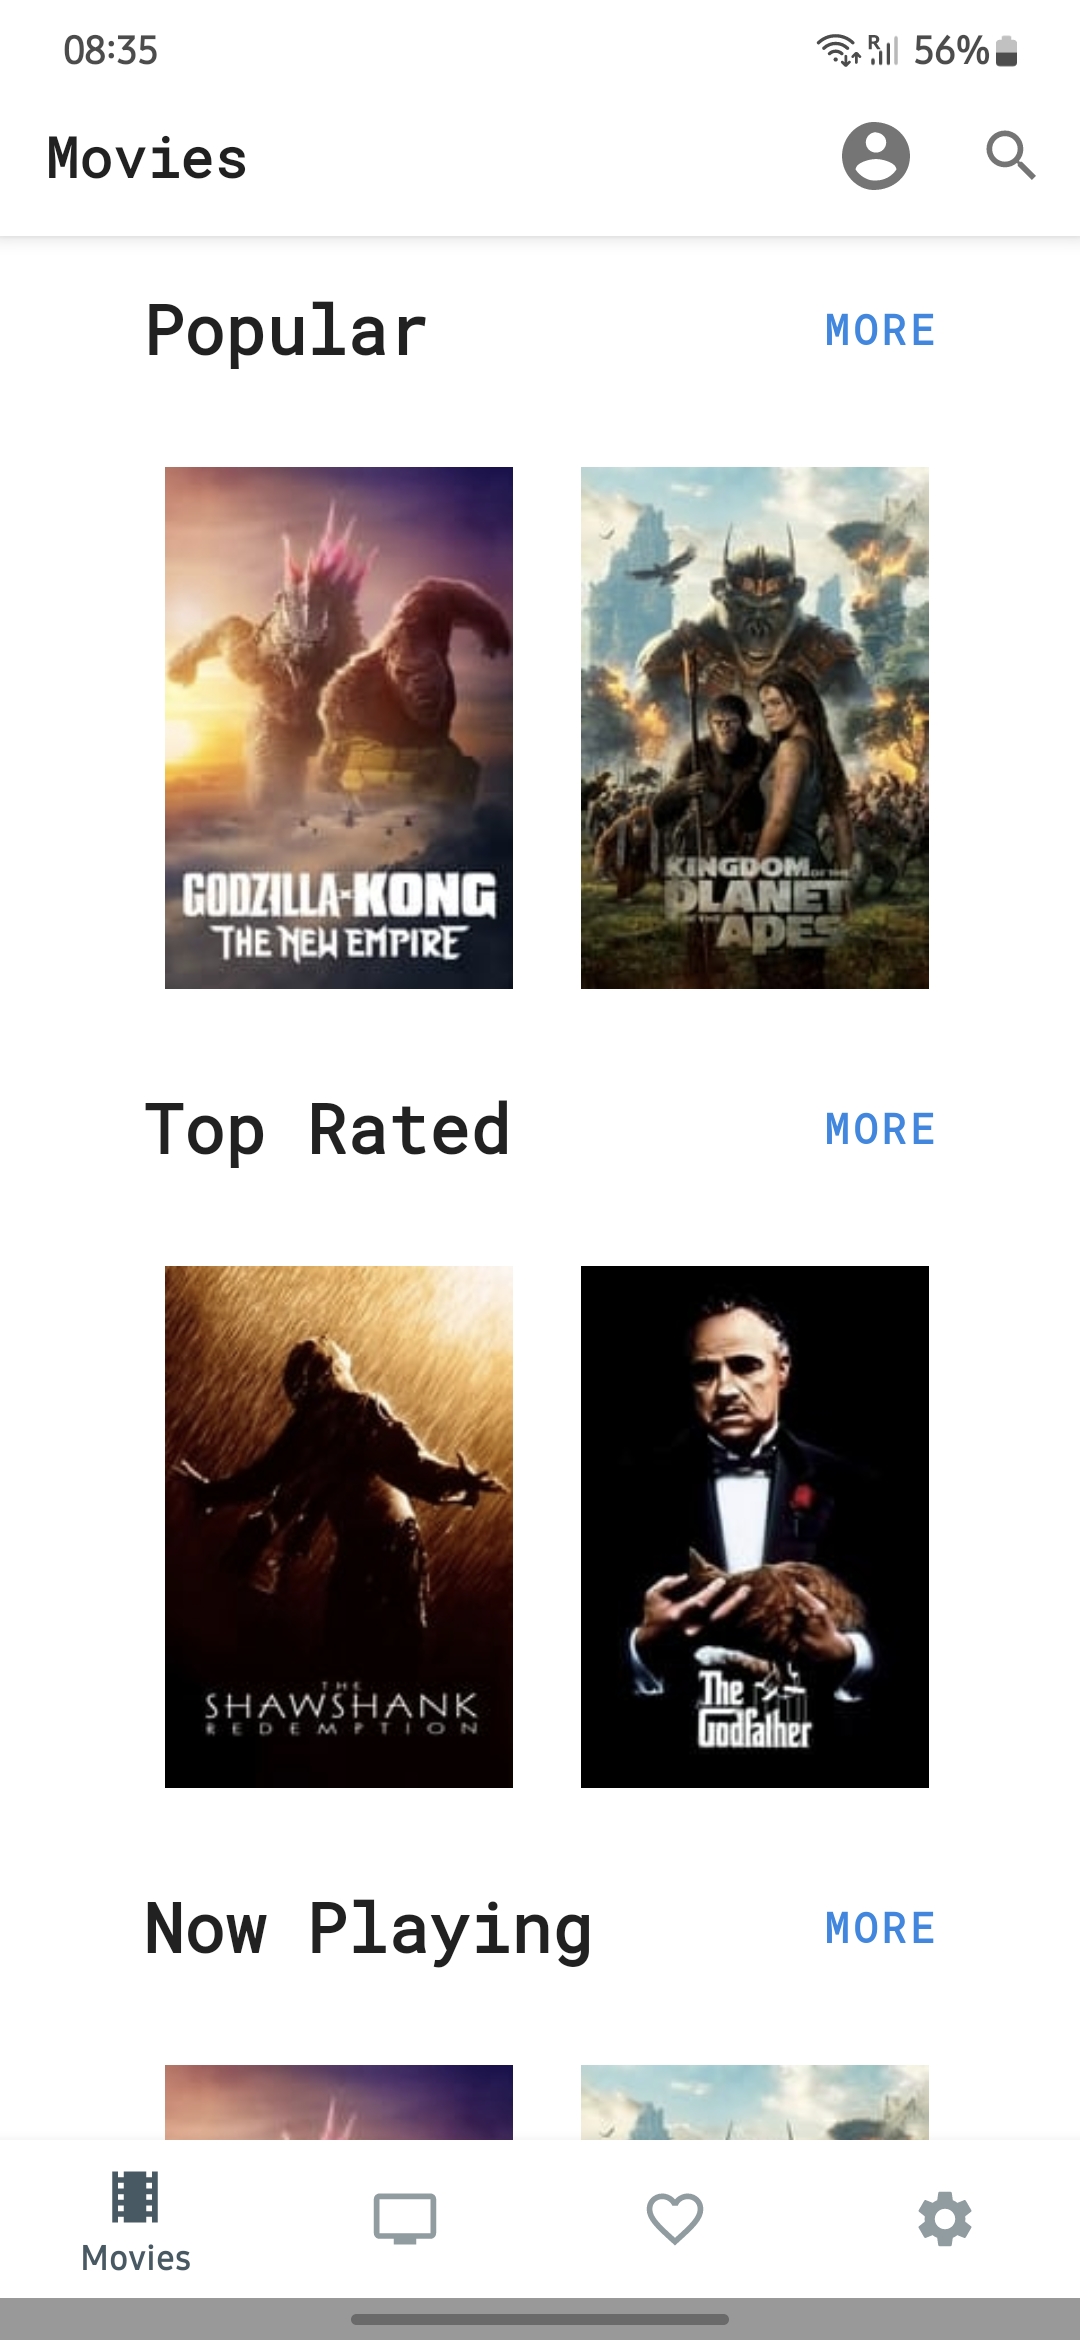 08:35
R 56%
Movies
Popular MORE
GODZILLA × KONG
THE NEW EMPIRE
KINGDOM OF THE
PLANET
OF THE APES
Top Rated MORE
THE
SHAWSHANK
REDEMPTION
The
Godfather
Now Playing MORE
Movies